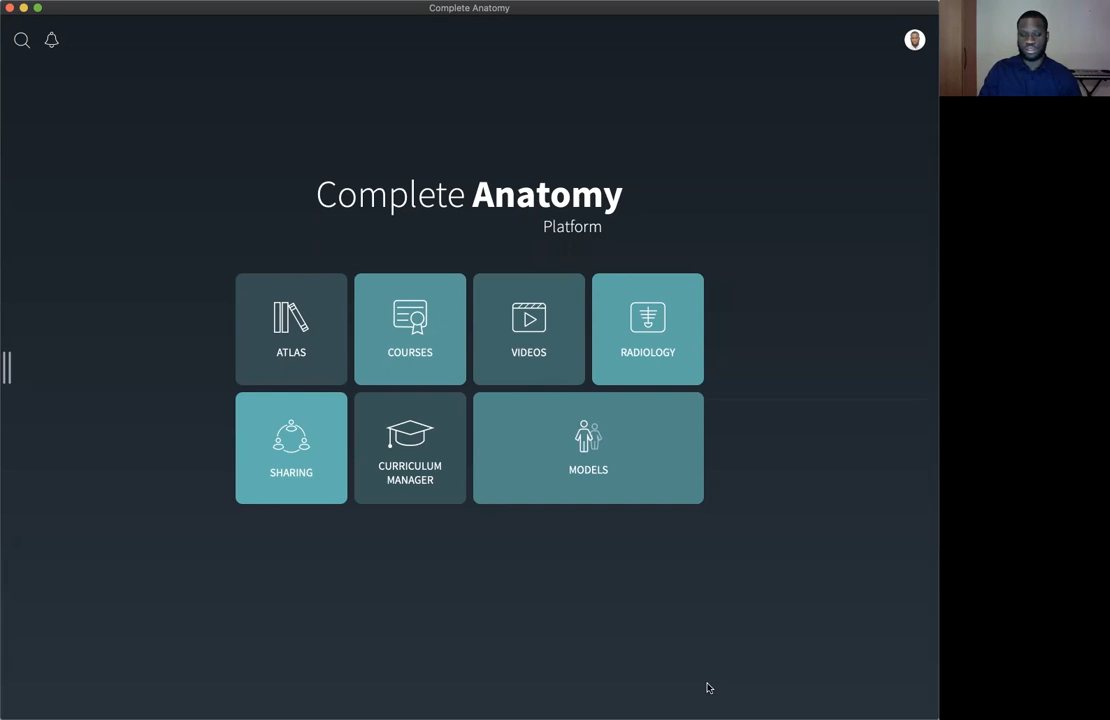 Complete Anatomy
Complete Anatomy
Platform
ATLAS
COURSES
VIDEOS
RADIOLOGY
SHARING
CURRICULUM
MANAGER
MODELS